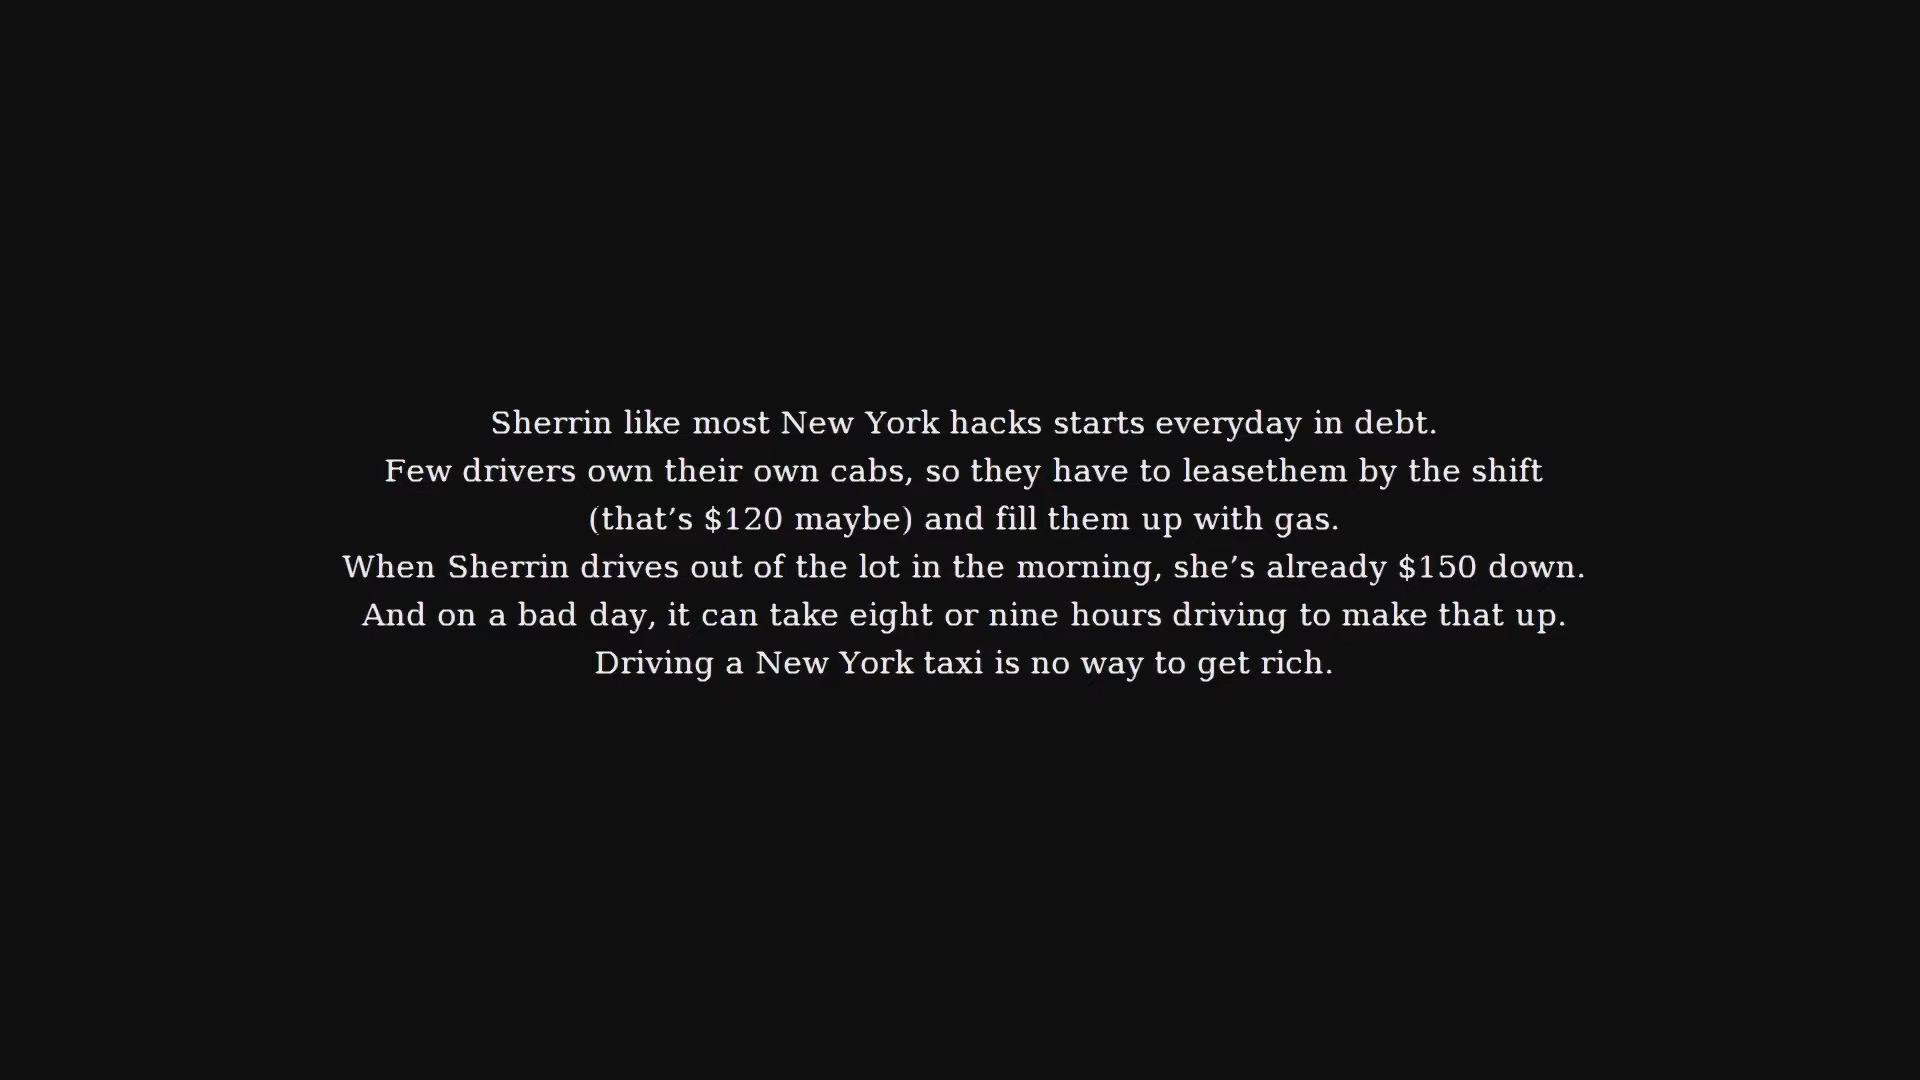 Sherrin like most New York hacks starts everyday in debt.
Few drivers own their own cabs, so they have to leasethem by the shift
(that’s $120 maybe) and fill them up with gas.
When Sherrin drives out of the lot in the morning, she’s already $150 down.
And on a bad day, it can take eight or nine hours driving to make that up.
Driving a New York taxi is no way to get rich.